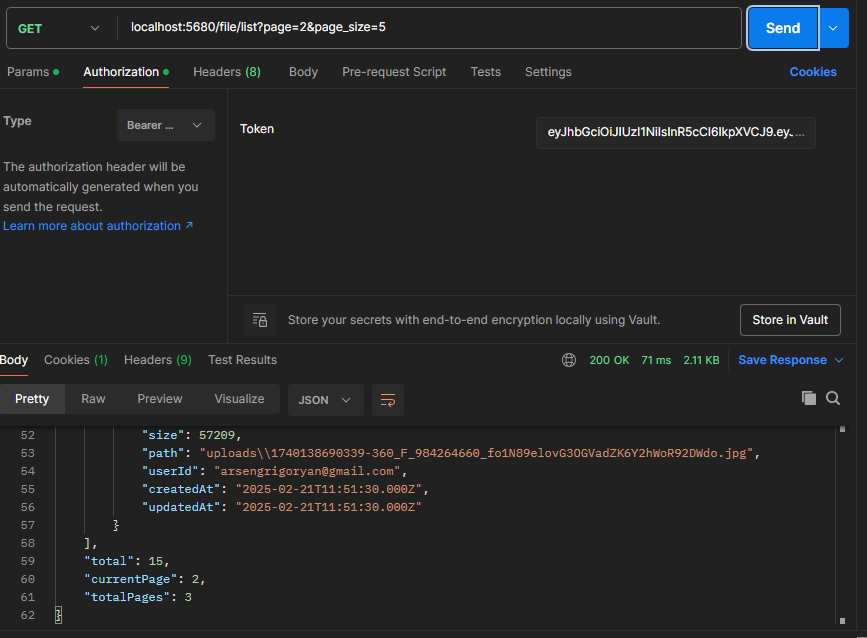 GET localhost:5680/file/list?page=2&page_size=5 Send
Params Authorization Headers (8) Body Pre-request Script Tests Settings Cookies
Type Bearer ... Token eyJhbGciOiJIUzI1NiIsInR5cCI6IkpXVCJ9.eyJ...
The authorization header will be
automatically generated when you
send the request.
Learn more about authorization ↗
Store your secrets with end-to-end encryption locally using Vault. Store in Vault
Body Cookies (1) Headers (9) Test Results 200 OK 71 ms 2.11 KB Save Response
Pretty Raw Preview Visualize JSON
52 "size": 57209,
53 "path": "uploads\\1740138690339-360_F_984264660_fo1N89elovG3OGVadZK6Y2hWoR92DWdo.jpg",
54 "userId": "arsengrigoryan@gmail.com",
55 "createdAt": "2025-02-21T11:51:30.000Z",
56 "updatedAt": "2025-02-21T11:51:30.000Z"
57 }
58 ],
59 "total": 15,
60 "currentPage": 2,
61 "totalPages": 3
62 }